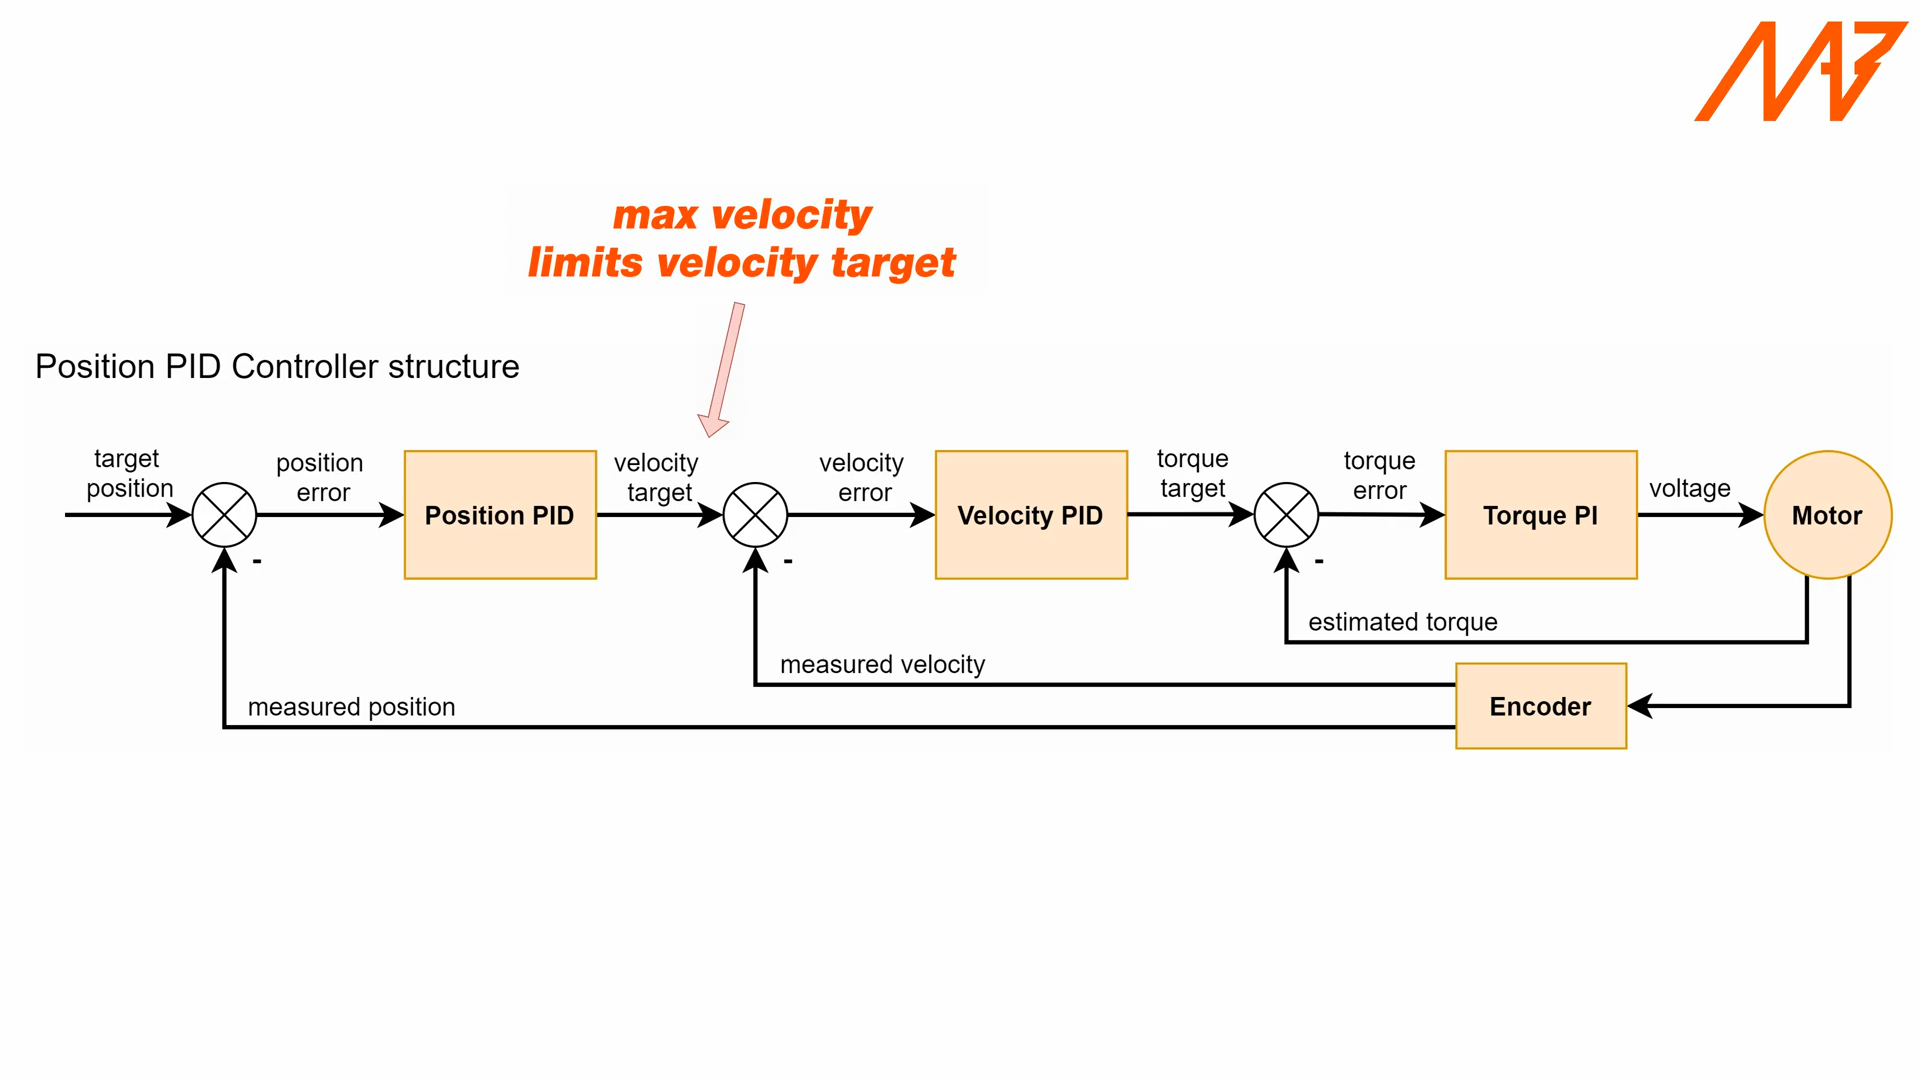 MAB
max velocity
limits velocity target
Position PID Controller structure
target
position
position
error
Position PID
velocity
target
velocity
error
Velocity PID
torque
target
torque
error
Torque PI
voltage
Motor
-
-
-
estimated torque
measured velocity
measured position
Encoder